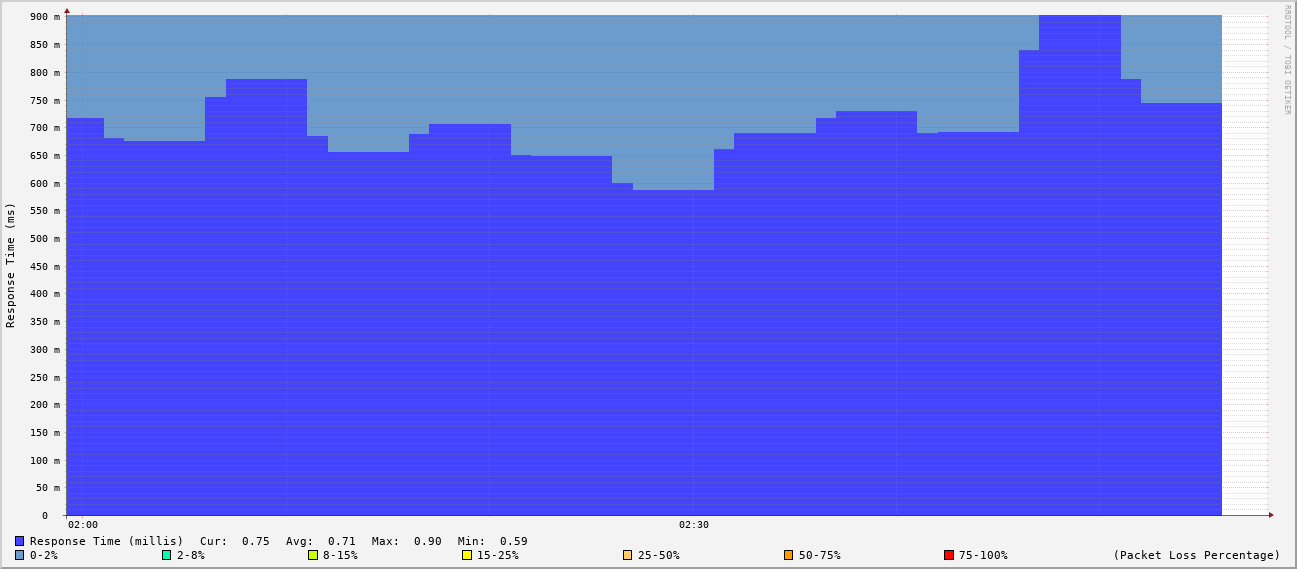 900 m
850 m
800 m
750 m
700 m
650 m
600 m
550 m
500 m
450 m
400 m
350 m
300 m
250 m
200 m
150 m
100 m
50 m
0
Response Time (ms)
RRDTOOL / TOBI OETIKER
02:00 02:30
Response Time (millis) Cur: 0.75 Avg: 0.71 Max: 0.90 Min: 0.59
0-2% 2-8% 8-15% 15-25% 25-50% 50-75% 75-100% (Packet Loss Percentage)